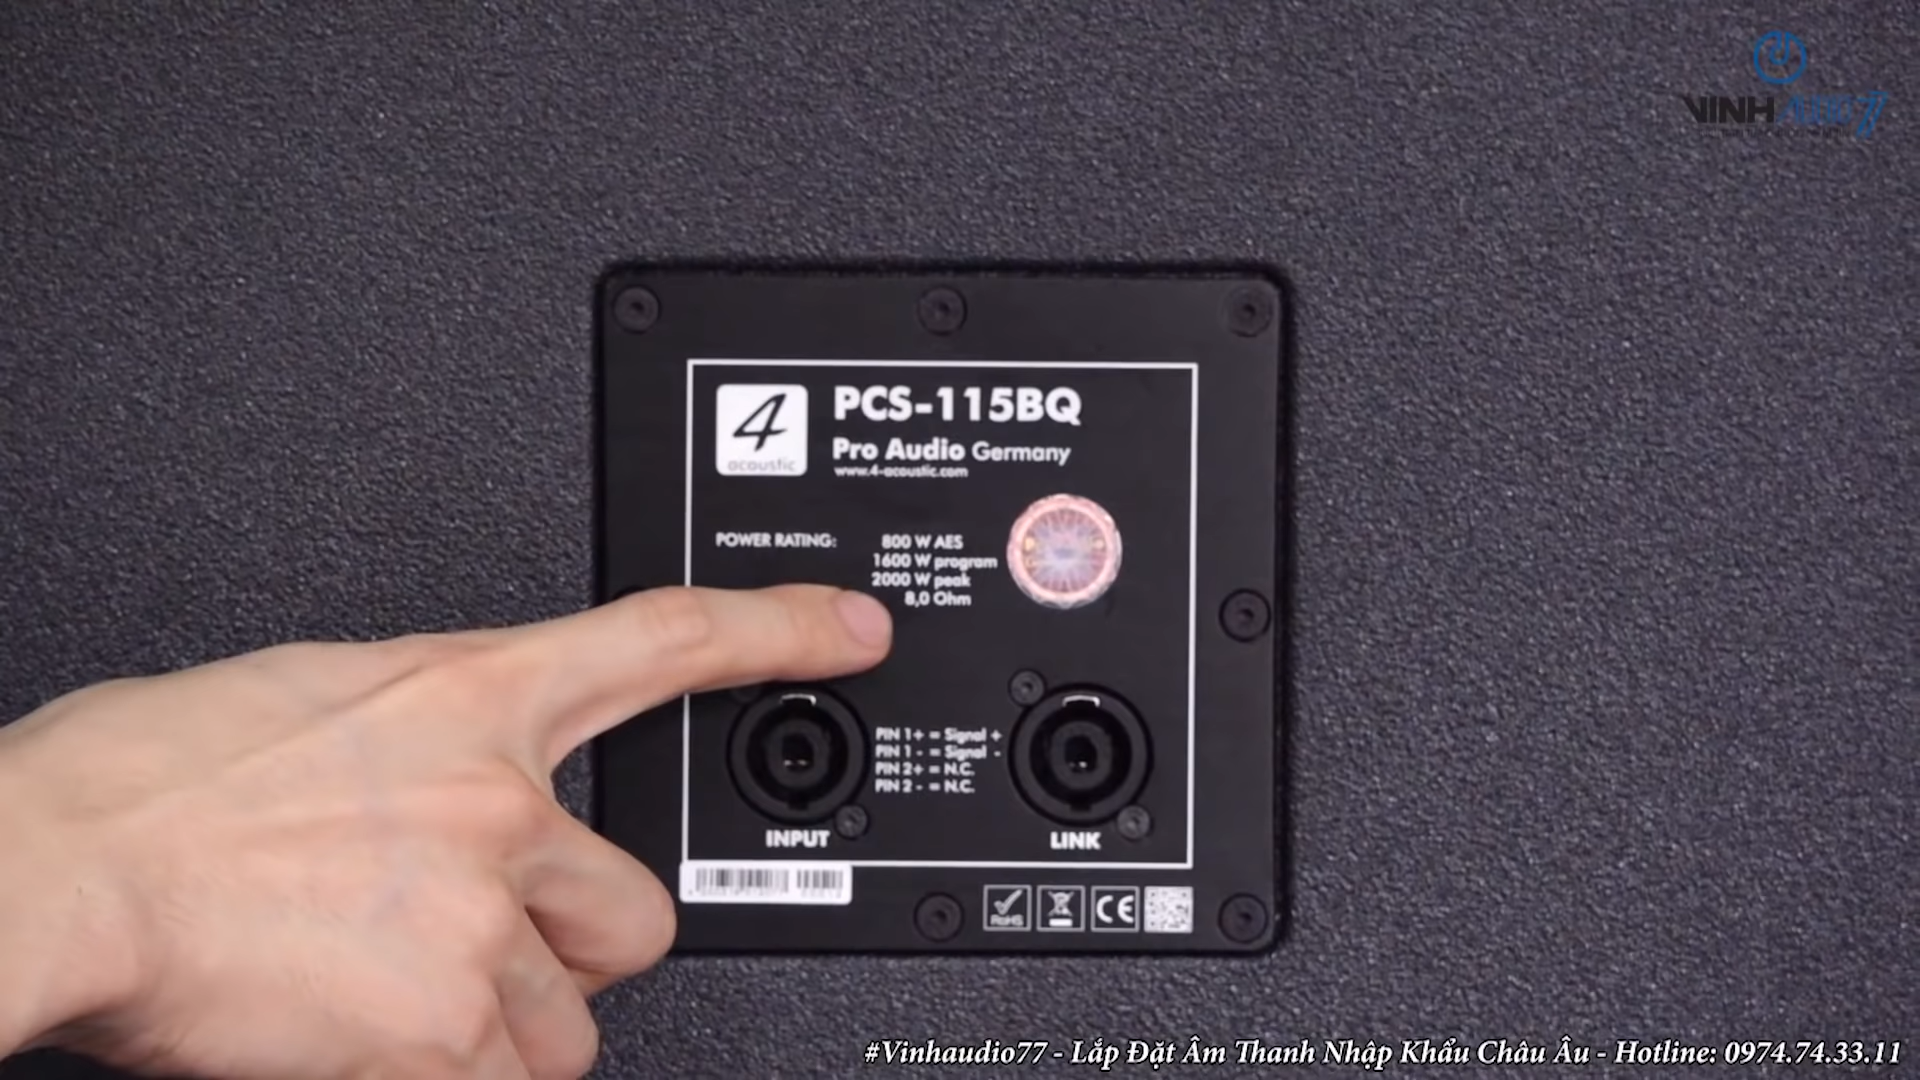 VINH AUDIO 77
4
acoustic
PCS-115BQ
Pro Audio Germany
www.4-acoustic.com
POWER RATING:
800 W AES
1600 W program
2000 W peak
8,0 Ohm
PIN 1+ = Signal +
PIN 1 - = Signal -
PIN 2+ = N.C.
PIN 2 - = N.C.
INPUT
LINK
RoHS
CE
#Vinhaudio77 - Lắp Đặt Âm Thanh Nhập Khẩu Châu Âu - Hotline: 0974.74.33.11